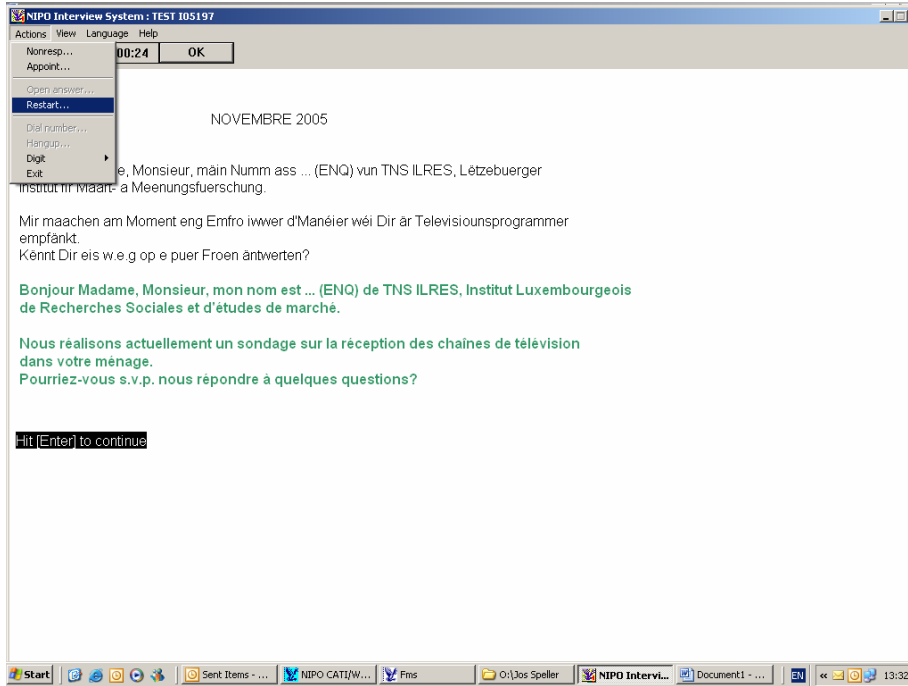 NIPO Interview System : TEST I05197
Actions View Language Help
Nonresp...
00:24 OK
Appoint...
Open answer...
Restart...
Dial number...
Hangup...
Digit
Exit
NOVEMBRE 2005
e, Monsieur, mäin Numm ass ... (ENQ) vun TNS ILRES, Lëtzebuerger
Institut fir Maart- a Meenungsfuerschung.
Mir maachen am Moment eng Emfro iwwer d'Manéier wéi Dir är Televisiounsprogrammer
empfänkt.
Kënnt Dir eis w.e.g op e puer Froen äntwerten?
Bonjour Madame, Monsieur, mon nom est ... (ENQ) de TNS ILRES, Institut Luxembourgeois
de Recherches Sociales et d'études de marché.
Nous réalisons actuellement un sondage sur la réception des chaînes de télévision
dans votre ménage.
Pourriez-vous s.v.p. nous répondre à quelques questions?
Hit [Enter] to continue
Start Sent Items - ... NIPO CATI/W... Fms O:\Jos Speller NIPO Intervi... Document1 - ... EN « 13:32